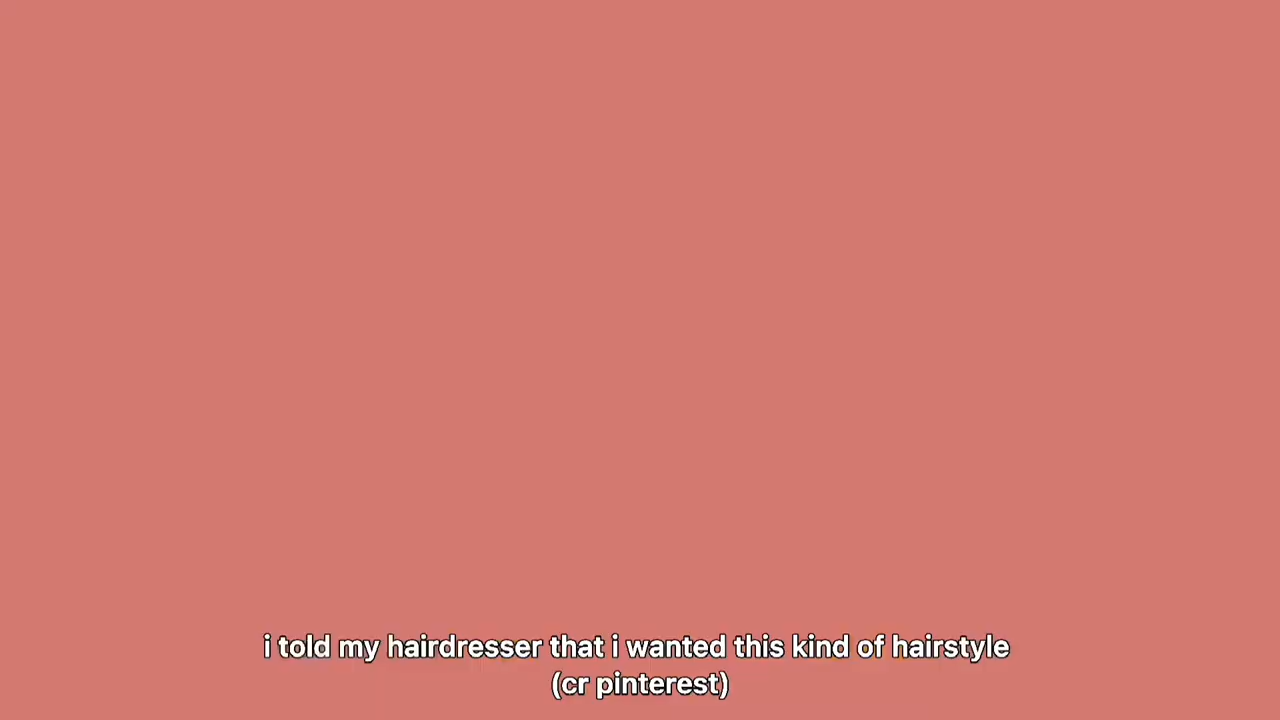 i told my hairdresser that i wanted this kind of hairstyle
(cr pinterest)